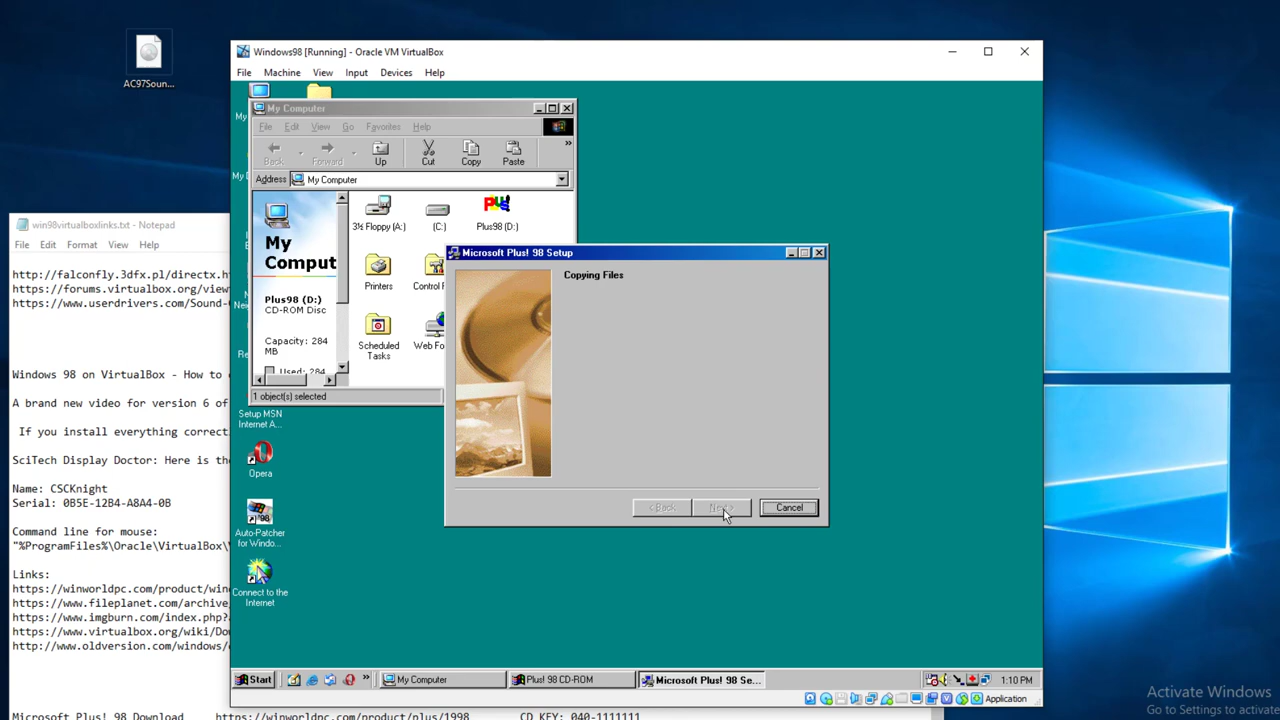 AC97Soun...
Windows98 [Running] - Oracle VM VirtualBox
File Machine View Input Devices Help
My Computer
File Edit View Go Favorites Help
Back Forward Up Cut Copy Paste »
Address My Computer
My
Comput
Plus98 (D:)
CD-ROM Disc
Capacity: 284
MB
Used: 284
3½ Floppy (A:) (C:) Plus98 (D:)
Printers Control F
Scheduled
Tasks
Web Fo
1 object(s) selected
Microsoft Plus! 98 Setup
Copying Files
< Back Next > Cancel
Setup MSN
Internet A...
Opera
Auto-Patcher
for Windo...
Connect to the
Internet
Start » My Computer Plus! 98 CD-ROM Microsoft Plus! 98 Se... 1:10 PM
Application
win98virtualboxlinks.txt - Notepad
File Edit Format View Help
http://falconfly.3dfx.pl/directx.h
https://forums.virtualbox.org/view
https://www.userdrivers.com/Sound-
Windows 98 on VirtualBox - How to
A brand new video for version 6 of
If you install everything correct
SciTech Display Doctor: Here is the
Name: CSCKnight
Serial: 0B5E-12B4-A8A4-0B
Command line for mouse:
"%ProgramFiles%\Oracle\VirtualBox\
Links:
https://winworldpc.com/product/win
https://www.fileplanet.com/archive
https://www.imgburn.com/index.php?
https://www.virtualbox.org/wiki/Do
http://www.oldversion.com/windows/
Microsoft Plus! 98 Download https://winworldpc.com/product/plus/1998 CD KEY: 040-1111111
Activate Windows
Go to Settings to activate